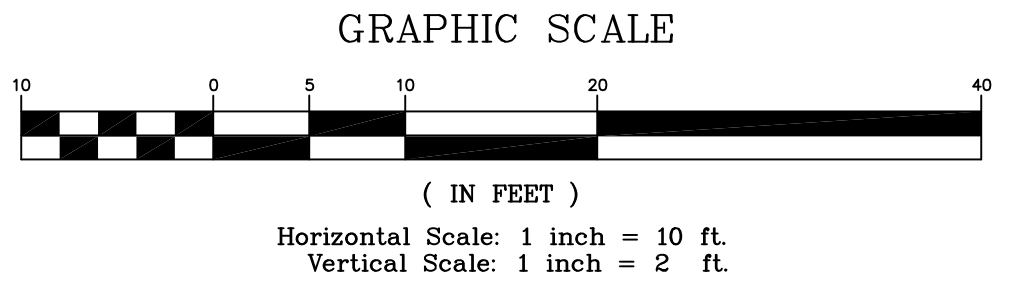 GRAPHIC SCALE
10 0 5 10 20 40
( IN FEET )
Horizontal Scale: 1 inch = 10 ft.
Vertical Scale: 1 inch = 2 ft.